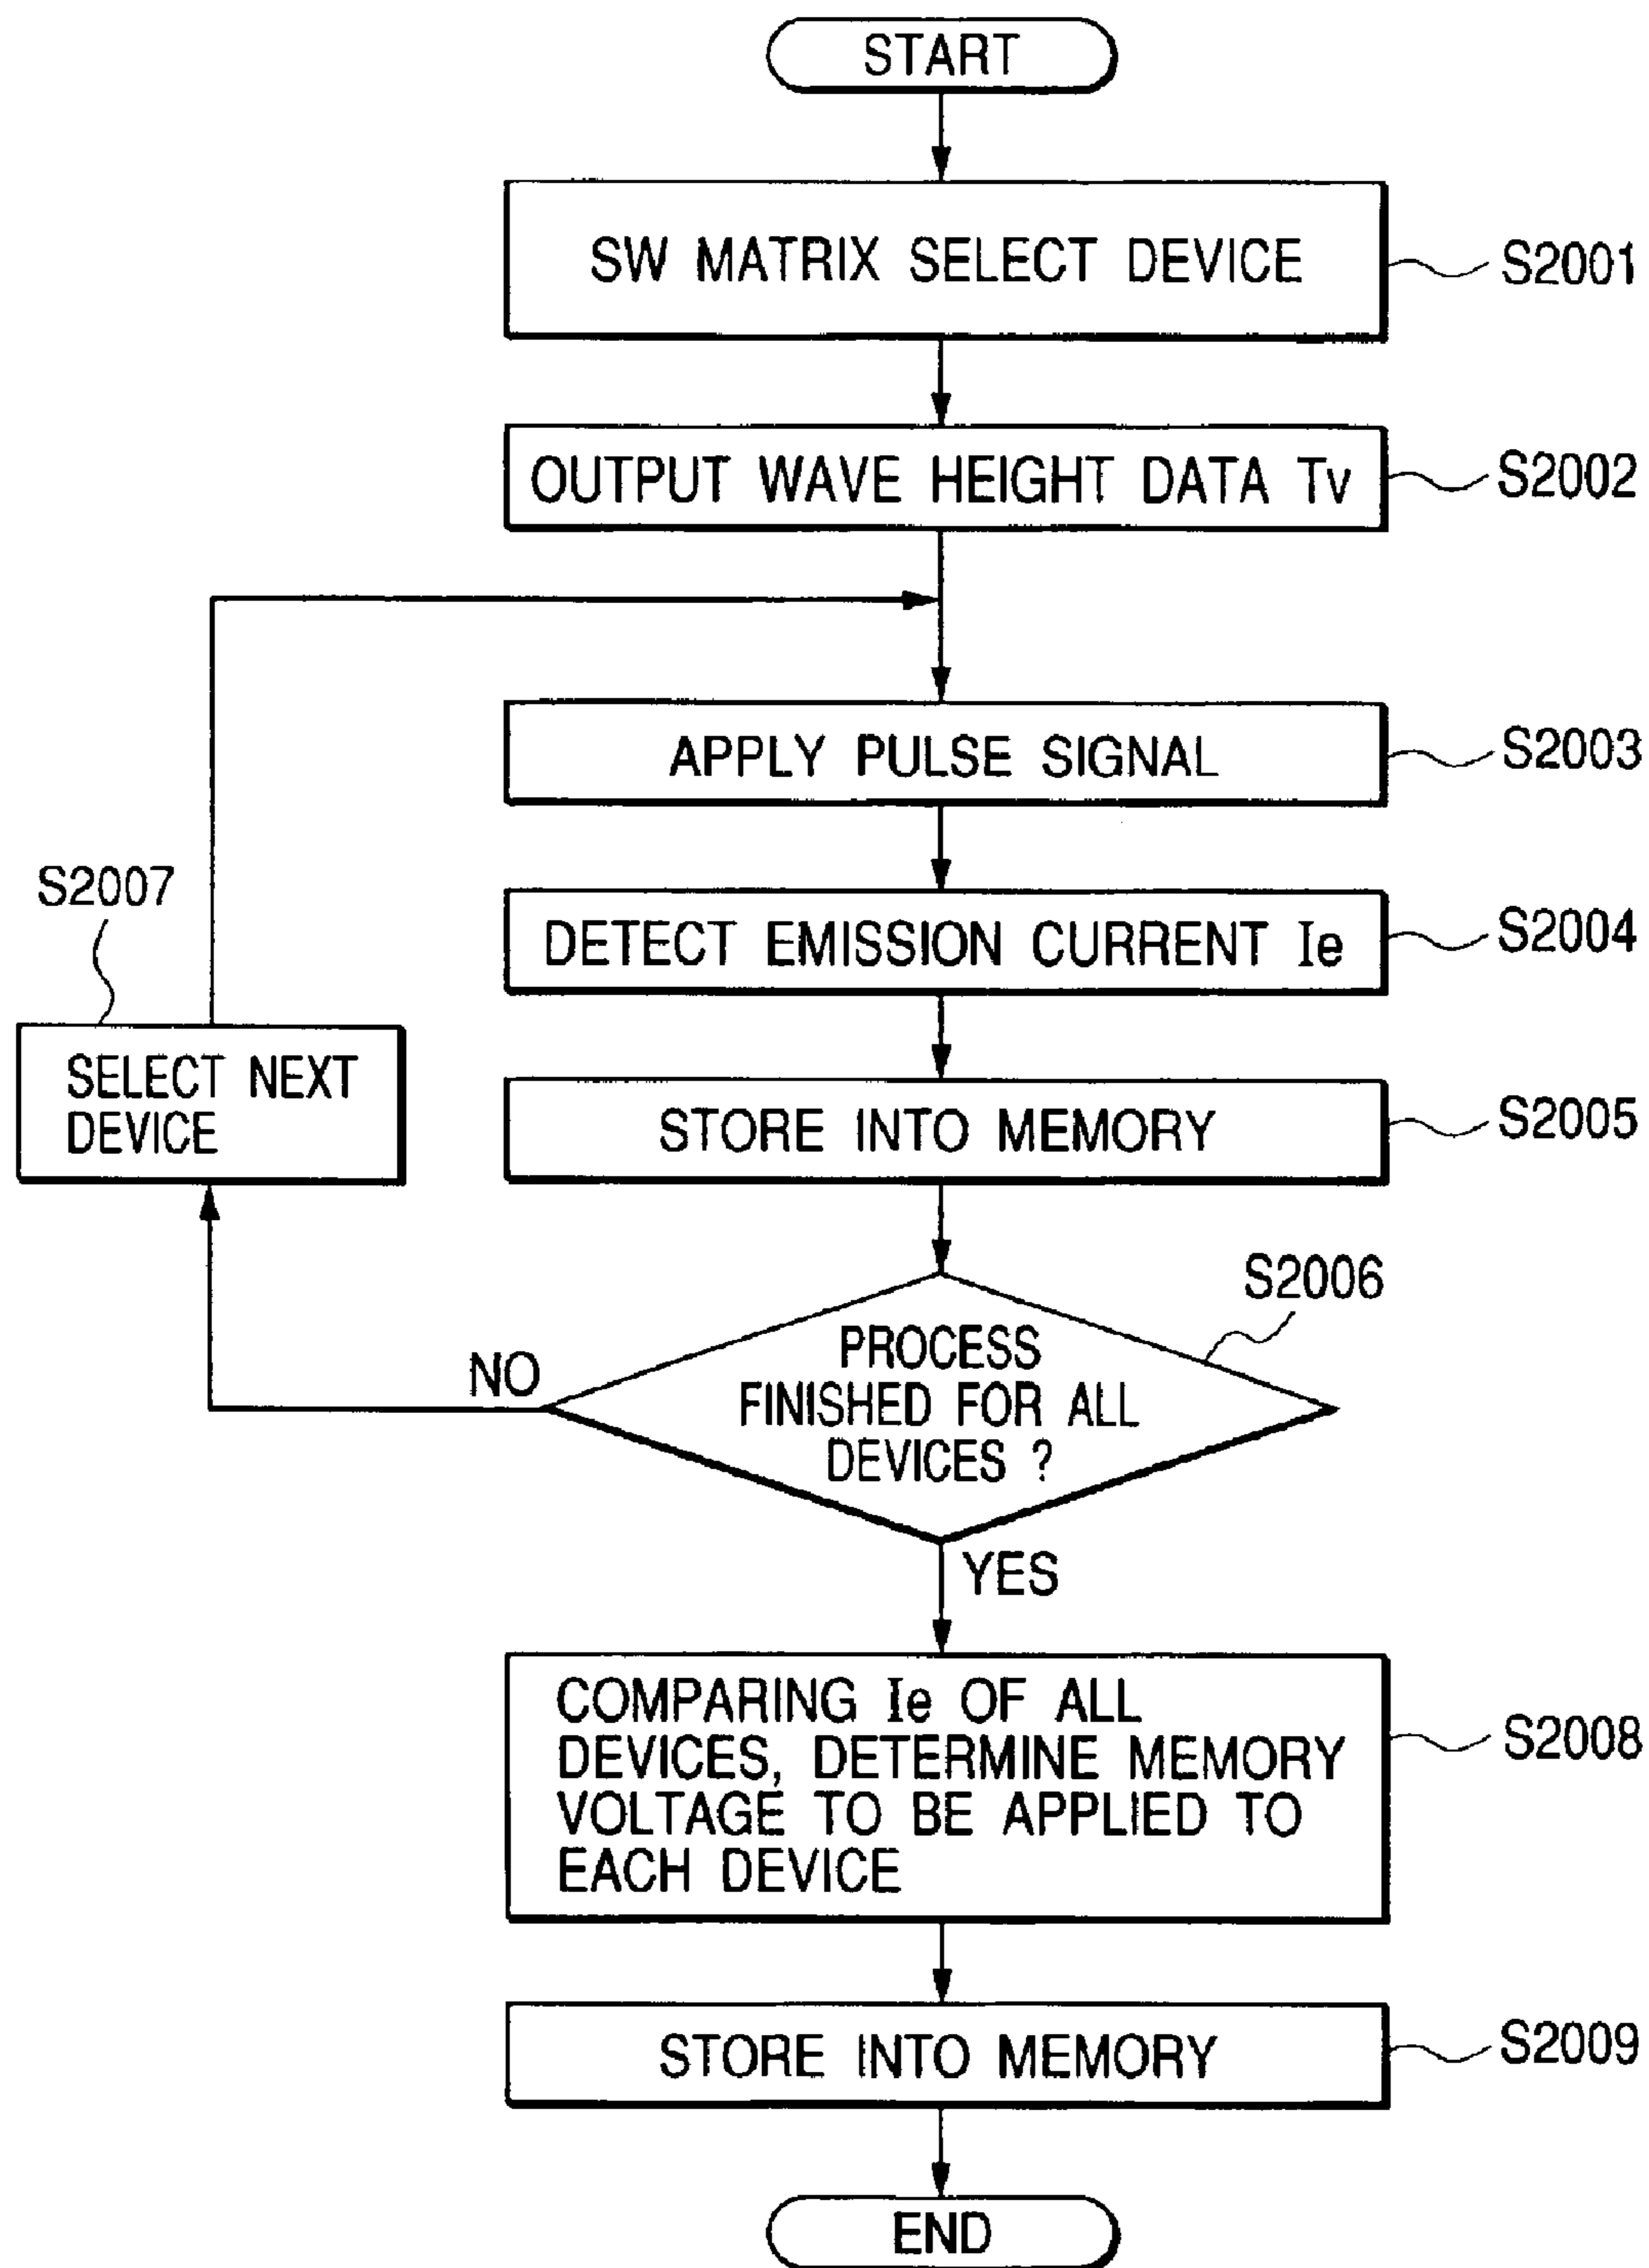 START
SW MATRIX SELECT DEVICE
S2001
OUTPUT WAVE HEIGHT DATA Tv
S2002
APPLY PULSE SIGNAL
S2003
DETECT EMISSION CURRENT Ie
S2004
S2007
SELECT NEXT
DEVICE
STORE INTO MEMORY
S2005
S2006
PROCESS
FINISHED FOR ALL
DEVICES ?
NO
YES
COMPARING Ie OF ALL
DEVICES, DETERMINE MEMORY
VOLTAGE TO BE APPLIED TO
EACH DEVICE
S2008
STORE INTO MEMORY
S2009
END